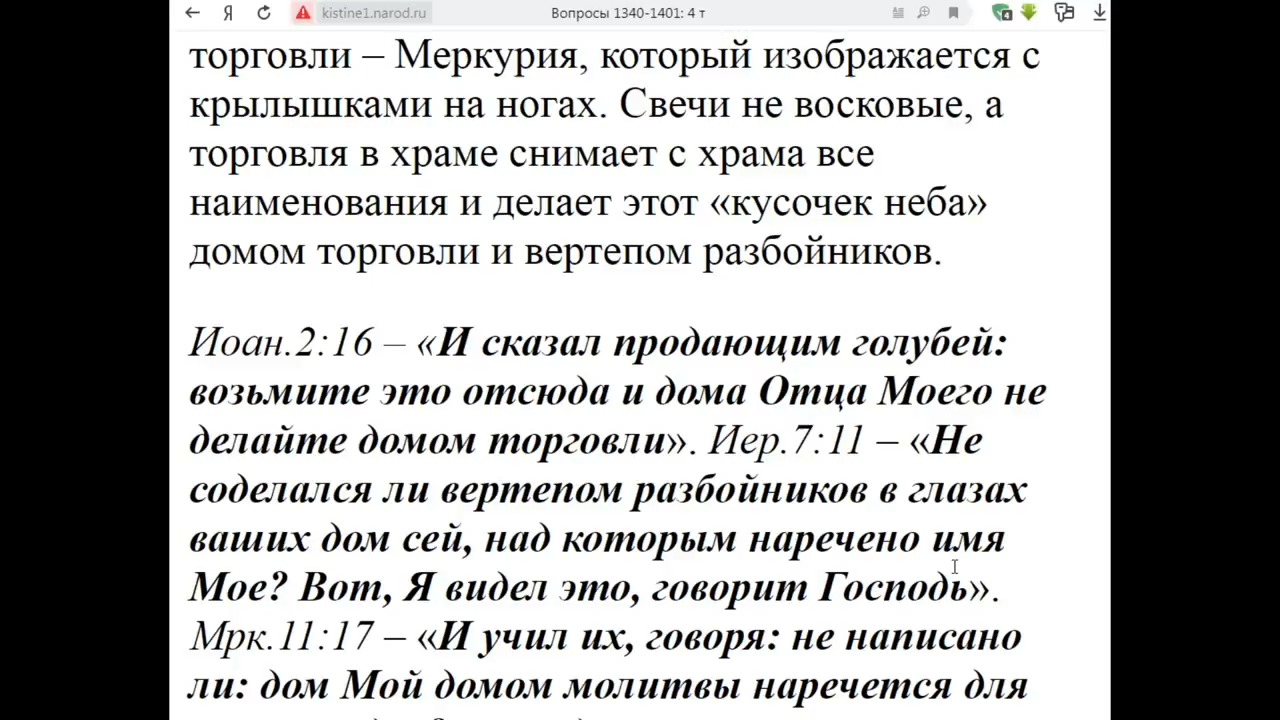 Я kistine1.narod.ru Вопросы 1340-1401: 4 т 4
торговли – Меркурия, который изображается с
крылышками на ногах. Свечи не восковые, а
торговля в храме снимает с храма все
наименования и делает этот «кусочек неба»
домом торговли и вертепом разбойников.
Иоан.2:16 – «И сказал продающим голубей:
возьмите это отсюда и дома Отца Моего не
делайте домом торговли». Иер.7:11 – «Не
соделался ли вертепом разбойников в глазах
ваших дом сей, над которым наречено имя
Мое? Вот, Я видел это, говорит Господь».
Мрк.11:17 – «И учил их, говоря: не написано
ли: дом Мой домом молитвы наречется для